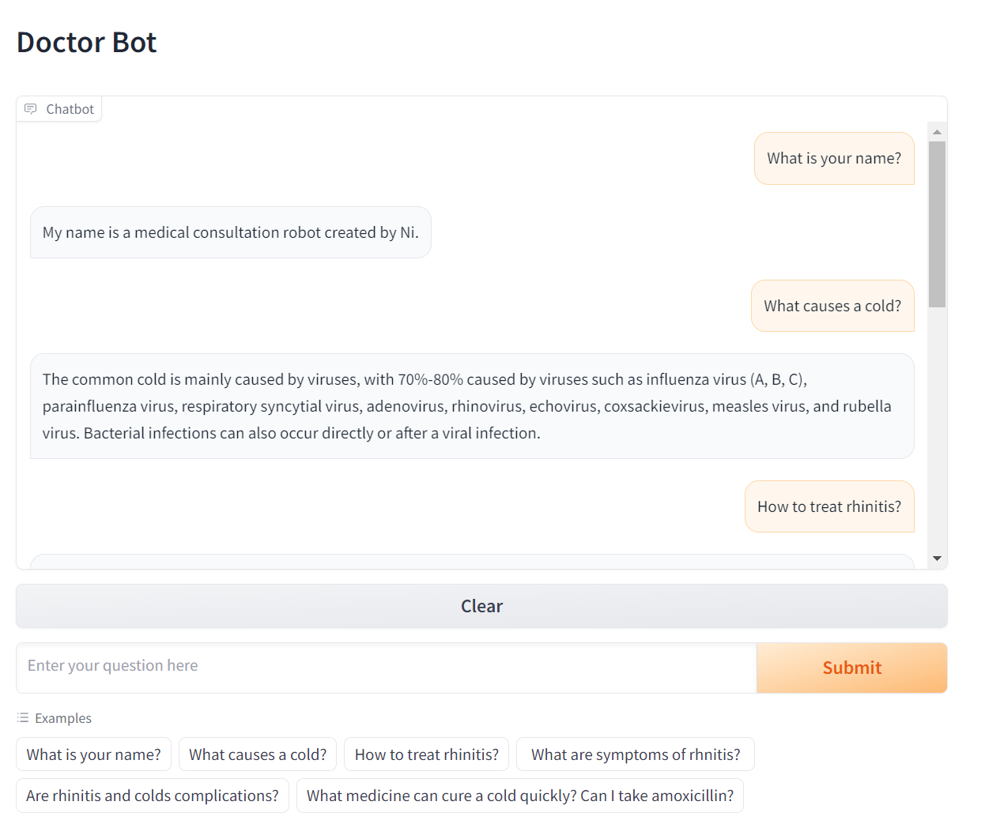 Doctor Bot
Chatbot
What is your name?
My name is a medical consultation robot created by Ni.
What causes a cold?
The common cold is mainly caused by viruses, with 70%-80% caused by viruses such as influenza virus (A, B, C),
parainfluenza virus, respiratory syncytial virus, adenovirus, rhinovirus, echovirus, coxsackievirus, measles virus, and rubella
virus. Bacterial infections can also occur directly or after a viral infection.
How to treat rhinitis?
Clear
Enter your question here
Submit
Examples
What is your name?
What causes a cold?
How to treat rhinitis?
What are symptoms of rhnitis?
Are rhinitis and colds complications?
What medicine can cure a cold quickly? Can I take amoxicillin?